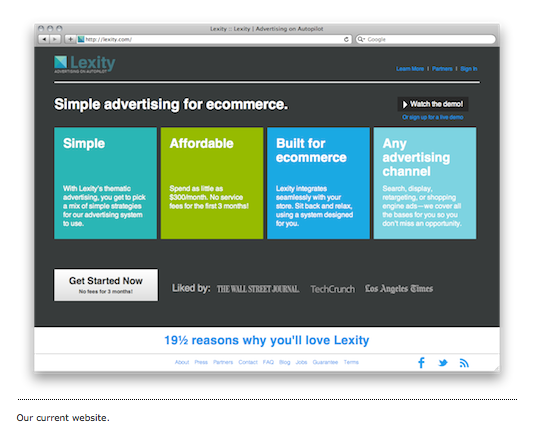 Lexity :: Lexity | Advertising on Autopilot
http://lexity.com/
Google
Lexity
ADVERTISING ON AUTOPILOT
Learn More | Partners | Sign In
Simple advertising for ecommerce.
Watch the demo!
Or sign up for a live demo
Simple
With Lexity's thematic
advertising, you get to pick
a mix of simple strategies
for our advertising system
to use.
Affordable
Spend as little as
$300/month. No service
fees for the first 3 months!
Built for
ecommerce
Lexity integrates
seamlessly with your
store. Sit back and relax,
using a system designed
for you.
Any
advertising
channel
Search, display,
retargeting, or shopping
engine ads—we cover all
the bases for you so you
don't miss an opportunity.
Get Started Now
No fees for 3 months!
Liked by: THE WALL STREET JOURNAL TechCrunch Los Angeles Times
19½ reasons why you'll love Lexity
About Press Partners Contact FAQ Blog Jobs Guarantee Terms
Our current website.